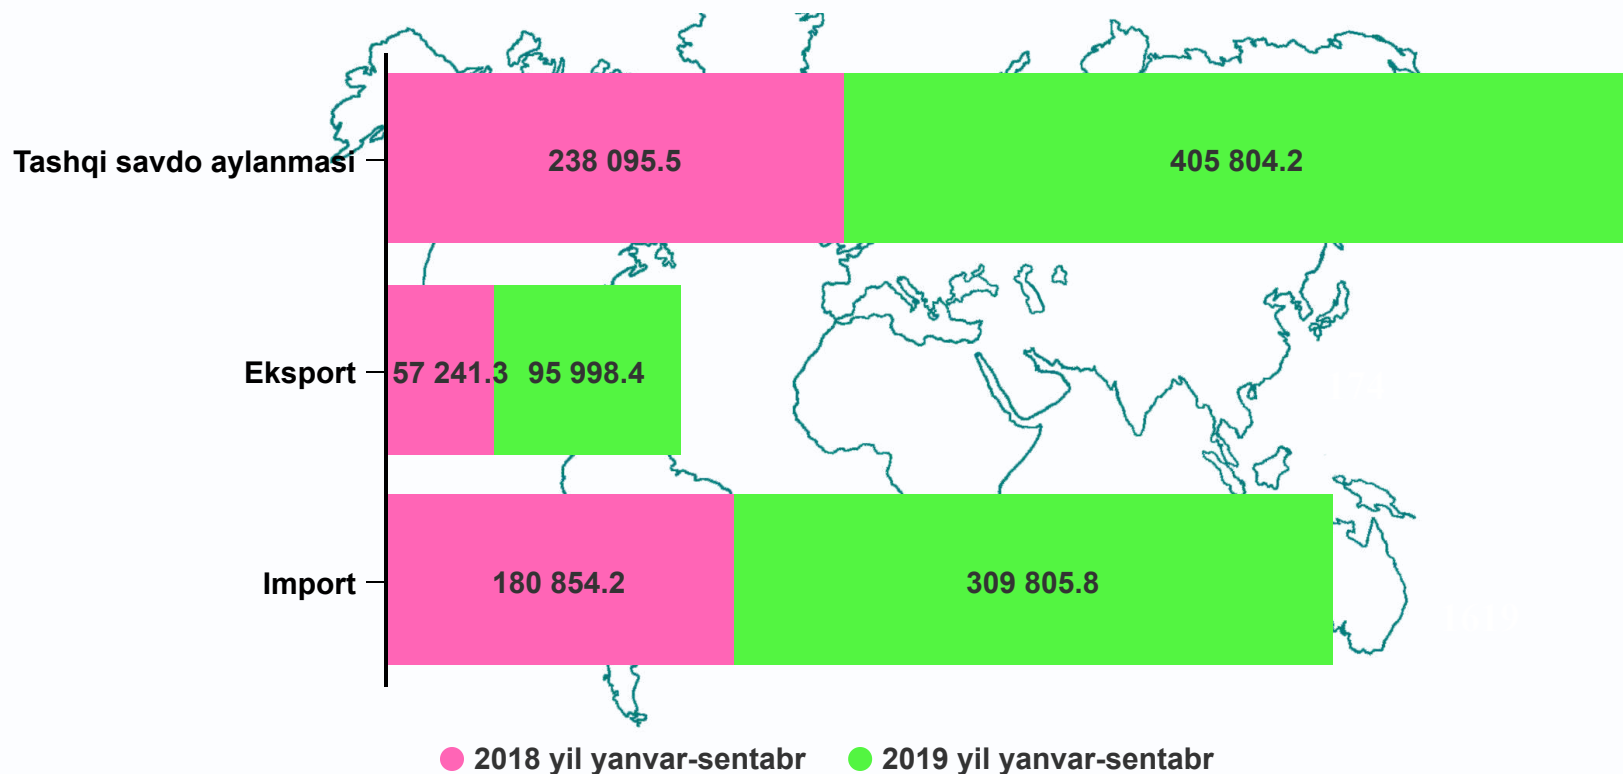 Tashqi savdo aylanmasi 238 095.5 405 804.2
Eksport 57 241.3 95 998.4
Import 180 854.2 309 805.8
2018 yil yanvar-sentabr 2019 yil yanvar-sentabr